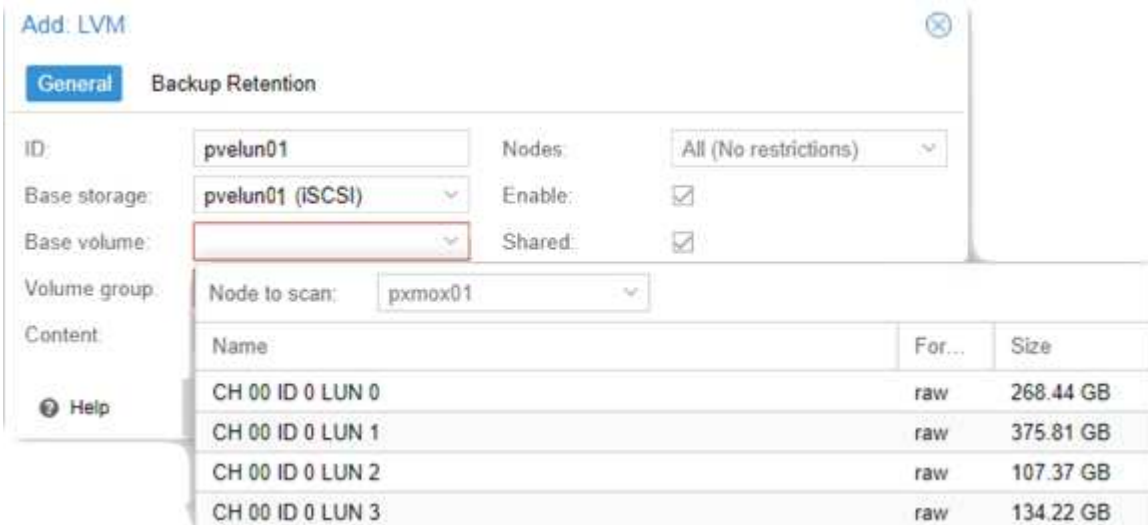 Add: LVM
General Backup Retention
ID: pvelun01 Nodes: All (No restrictions)
Base storage: pvelun01 (iSCSI) Enable:
Base volume: Shared:
Volume group:
Node to scan: pxmox01
Content:
Name For... Size
CH 00 ID 0 LUN 0 raw 268.44 GB
Help
CH 00 ID 0 LUN 1 raw 375.81 GB
CH 00 ID 0 LUN 2 raw 107.37 GB
CH 00 ID 0 LUN 3 raw 134.22 GB